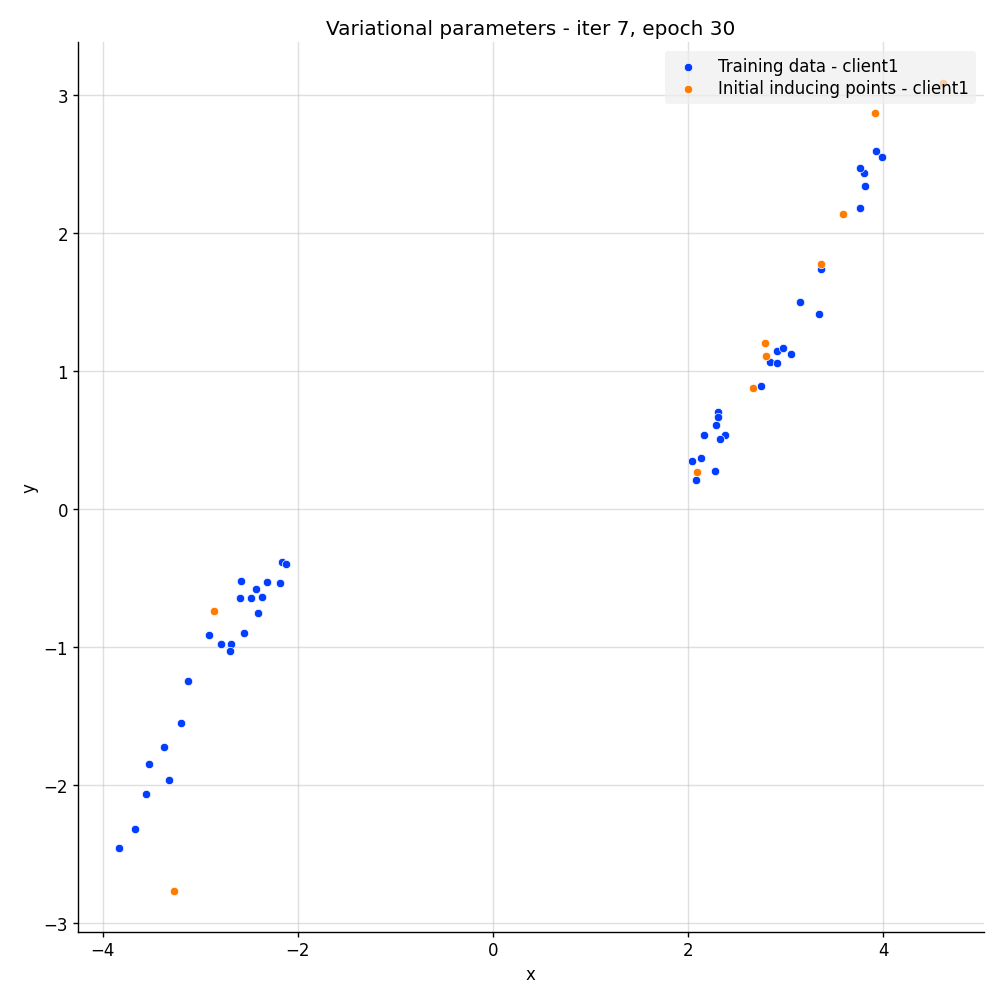 Variational parameters - iter 7, epoch 30
Training data - client1
Initial inducing points - client1
3
2
1
0
−1
−2
−3
y
−4
−2
0
2
4
x